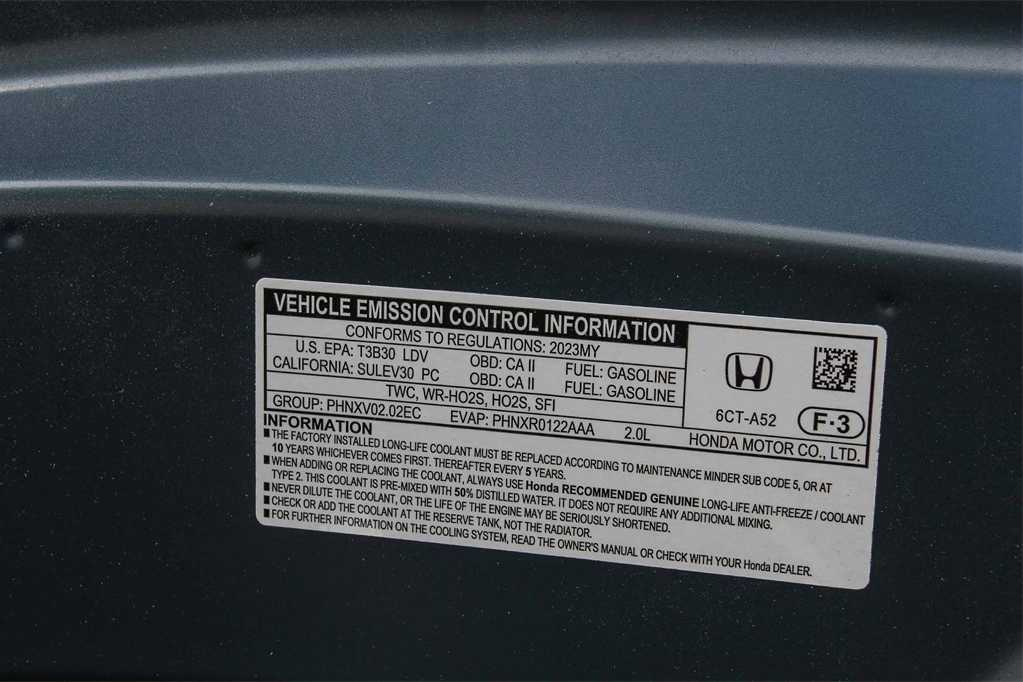 VEHICLE EMISSION CONTROL INFORMATION
CONFORMS TO REGULATIONS: 2023MY
U.S. EPA: T3B30 LDV OBD: CA II FUEL: GASOLINE
CALIFORNIA: SULEV30 PC OBD: CA II FUEL: GASOLINE
TWC, WR-HO2S, HO2S, SFI
GROUP: PHNXV02.02EC EVAP: PHNXR0122AAA 2.0L
6CT-A52 F-3
HONDA MOTOR CO., LTD.
INFORMATION
■ THE FACTORY INSTALLED LONG-LIFE COOLANT MUST BE REPLACED ACCORDING TO MAINTENANCE MINDER SUB CODE 5, OR AT
10 YEARS WHICHEVER COMES FIRST. THEREAFTER EVERY 5 YEARS.
■ WHEN ADDING OR REPLACING THE COOLANT, ALWAYS USE Honda RECOMMENDED GENUINE LONG-LIFE ANTI-FREEZE / COOLANT
TYPE 2. THIS COOLANT IS PRE-MIXED WITH 50% DISTILLED WATER. IT DOES NOT REQUIRE ANY ADDITIONAL MIXING.
■ NEVER DILUTE THE COOLANT, OR THE LIFE OF THE ENGINE MAY BE SERIOUSLY SHORTENED.
■ CHECK OR ADD THE COOLANT AT THE RESERVE TANK, NOT THE RADIATOR.
■ FOR FURTHER INFORMATION ON THE COOLING SYSTEM, READ THE OWNER'S MANUAL OR CHECK WITH YOUR Honda DEALER.